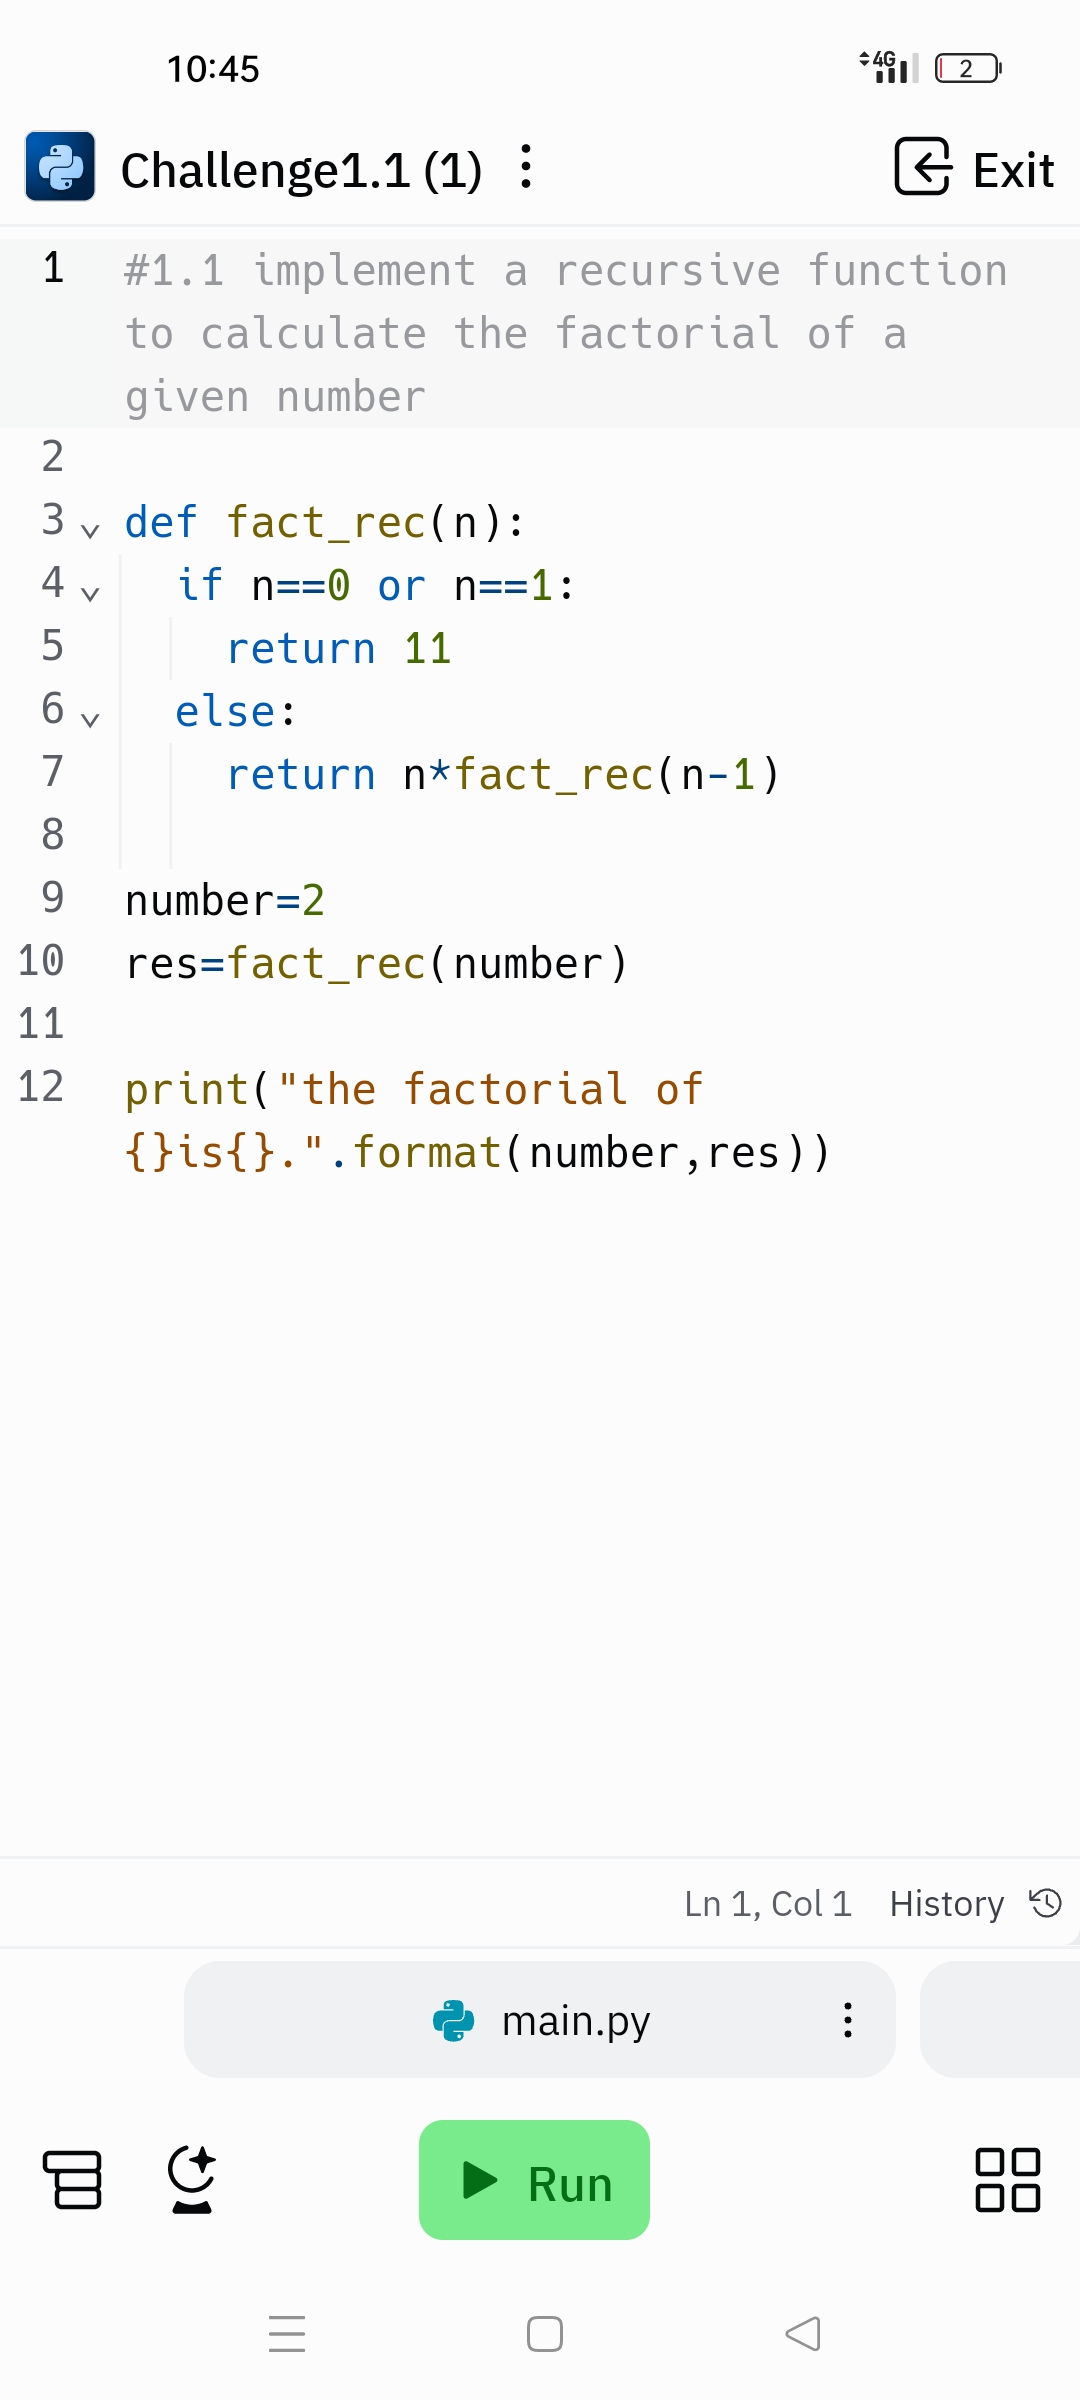 10:45 4G 2
Challenge1.1 (1) Exit
1 #1.1 implement a recursive function
to calculate the factorial of a
given number
2
3 def fact_rec(n):
4 if n==0 or n==1:
5 return 11
6 else:
7 return n*fact_rec(n-1)
8
9 number=2
10 res=fact_rec(number)
11
12 print("the factorial of
{}is{}.".format(number,res))
Ln 1, Col 1 History
main.py
Run